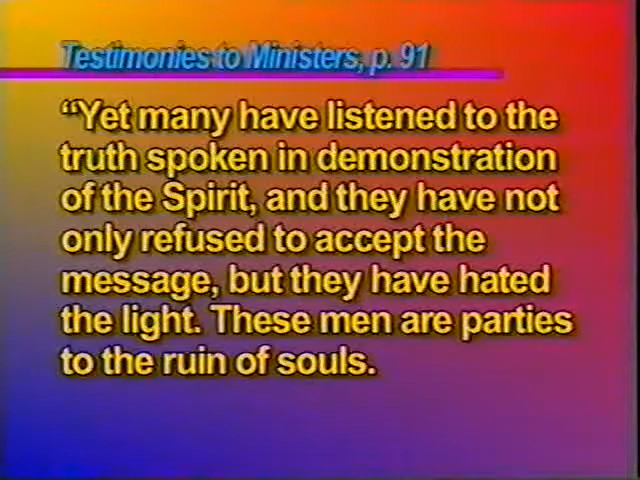 Testimonies to Ministers, p. 91
“Yet many have listened to the
truth spoken in demonstration
of the Spirit, and they have not
only refused to accept the
message, but they have hated
the light. These men are parties
to the ruin of souls.